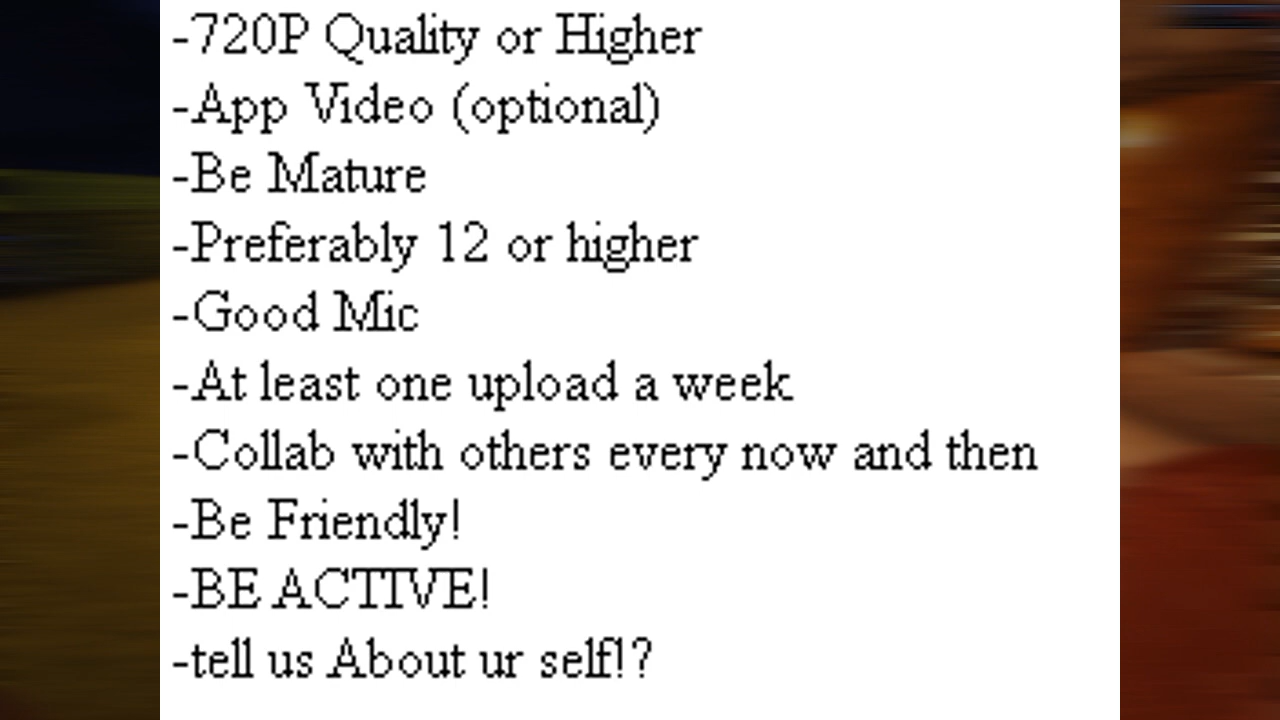 -720P Quality or Higher
-App Video (optional)
-Be Mature
-Preferably 12 or higher
-Good Mic
-At least one upload a week
-Collab with others every now and then
-Be Friendly!
-BE ACTIVE!
-tell us About ur self!?